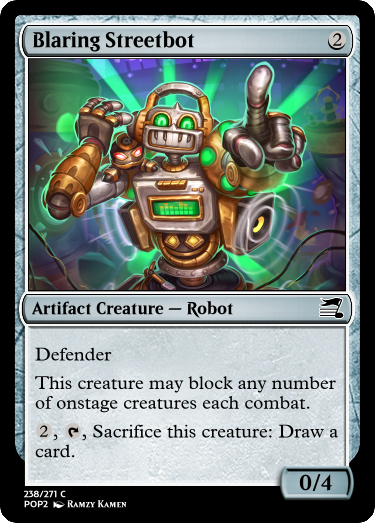 Blaring Streetbot 2
Artifact Creature — Robot
Defender
This creature may block any number
of onstage creatures each combat.
2, , Sacrifice this creature: Draw a
card.
0/4
238/271 C
POP2 Ramzy Kamen